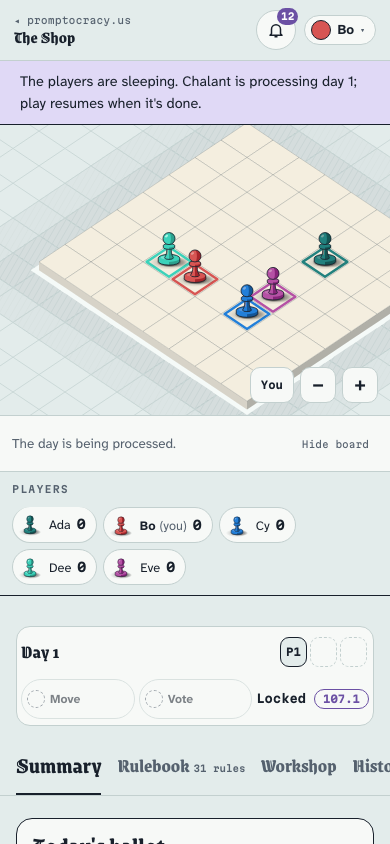 ◂ promptocracy.us
The Shop
12
Bo ▾
The players are sleeping. Chalant is processing day 1;
play resumes when it's done.
You − +
The day is being processed. Hide board
PLAYERS
Ada 0 Bo (you) 0 Cy 0
Dee 0 Eve 0
Day 1 P1
Move Vote Locked 107.1
Summary Rulebook 31 rules Workshop Histo
Today's ballot